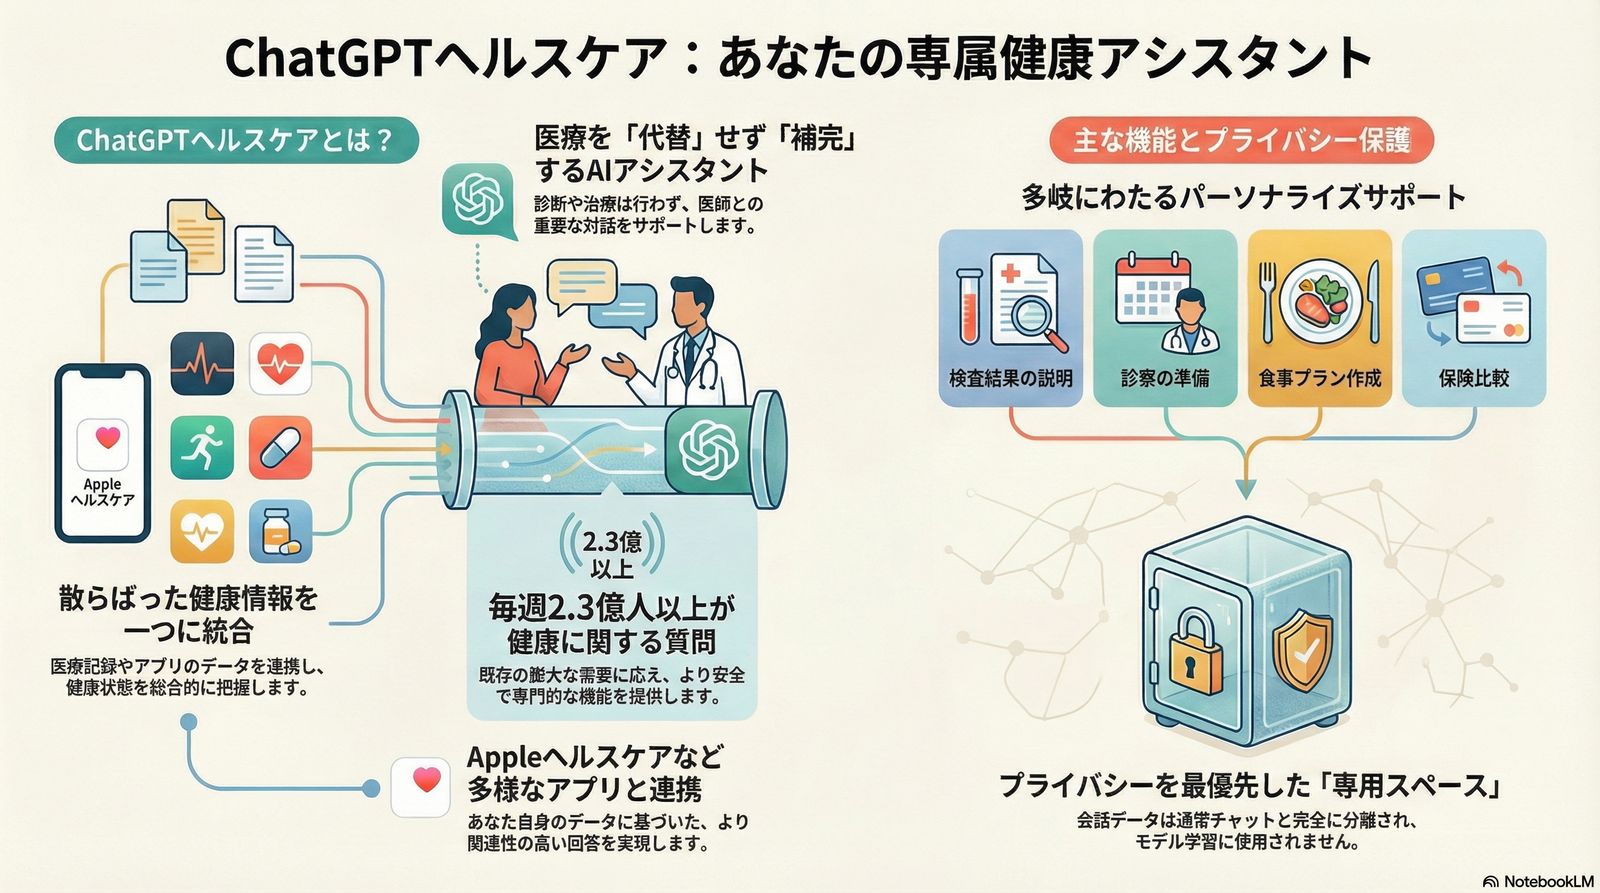 ChatGPTヘルスケア：あなたの専属健康アシスタント
ChatGPTヘルスケアとは？
Apple
ヘルスケア
散らばった健康情報を
一つに統合
医療記録やアプリのデータを連携し、
健康状態を総合的に把握します。
医療を「代替」せず「補完」
するAIアシスタント
診断や治療は行わず、医師との
重要な対話をサポートします。
2.3億
以上
毎週2.3億人以上が
健康に関する質問
既存の膨大な需要に応え、より安全
で専門的な機能を提供します。
Appleヘルスケアなど
多様なアプリと連携
あなた自身のデータに基づいた、より
関連性の高い回答を実現します。
主な機能とプライバシー保護
多岐にわたるパーソナライズサポート
検査結果の説明
診察の準備
食事プラン作成
保険比較
プライバシーを最優先した「専用スペース」
会話データは通常チャットと完全に分離され、
モデル学習に使用されません。
NotebookLM